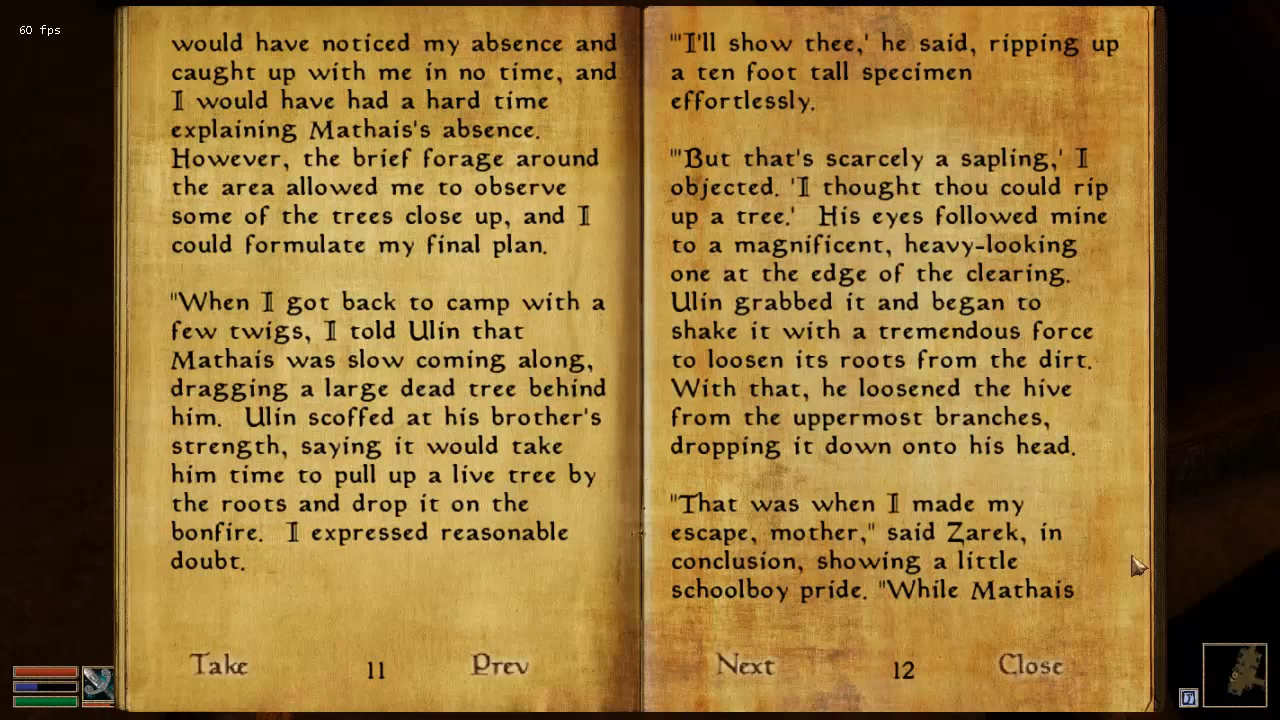 60 fps
would have noticed my absence and
caught up with me in no time, and
I would have had a hard time
explaining Mathais's absence.
However, the brief forage around
the area allowed me to observe
some of the trees close up, and I
could formulate my final plan.
"When I got back to camp with a
few twigs, I told Ulin that
Mathais was slow coming along,
dragging a large dead tree behind
him.  Ulin scoffed at his brother's
strength, saying it would take
him time to pull up a live tree by
the roots and drop it on the
bonfire.  I expressed reasonable
doubt.
"'I'll show thee,' he said, ripping up
a ten foot tall specimen
effortlessly.
"'But that's scarcely a sapling,' I
objected. 'I thought thou could rip
up a tree.'  His eyes followed mine
to a magnificent, heavy-looking
one at the edge of the clearing.
Ulin grabbed it and began to
shake it with a tremendous force
to loosen its roots from the dirt.
With that, he loosened the hive
from the uppermost branches,
dropping it down onto his head.
"That was when I made my
escape, mother," said Zarek, in
conclusion, showing a little
schoolboy pride. "While Mathais
Take 11 Prev Next 12 Close